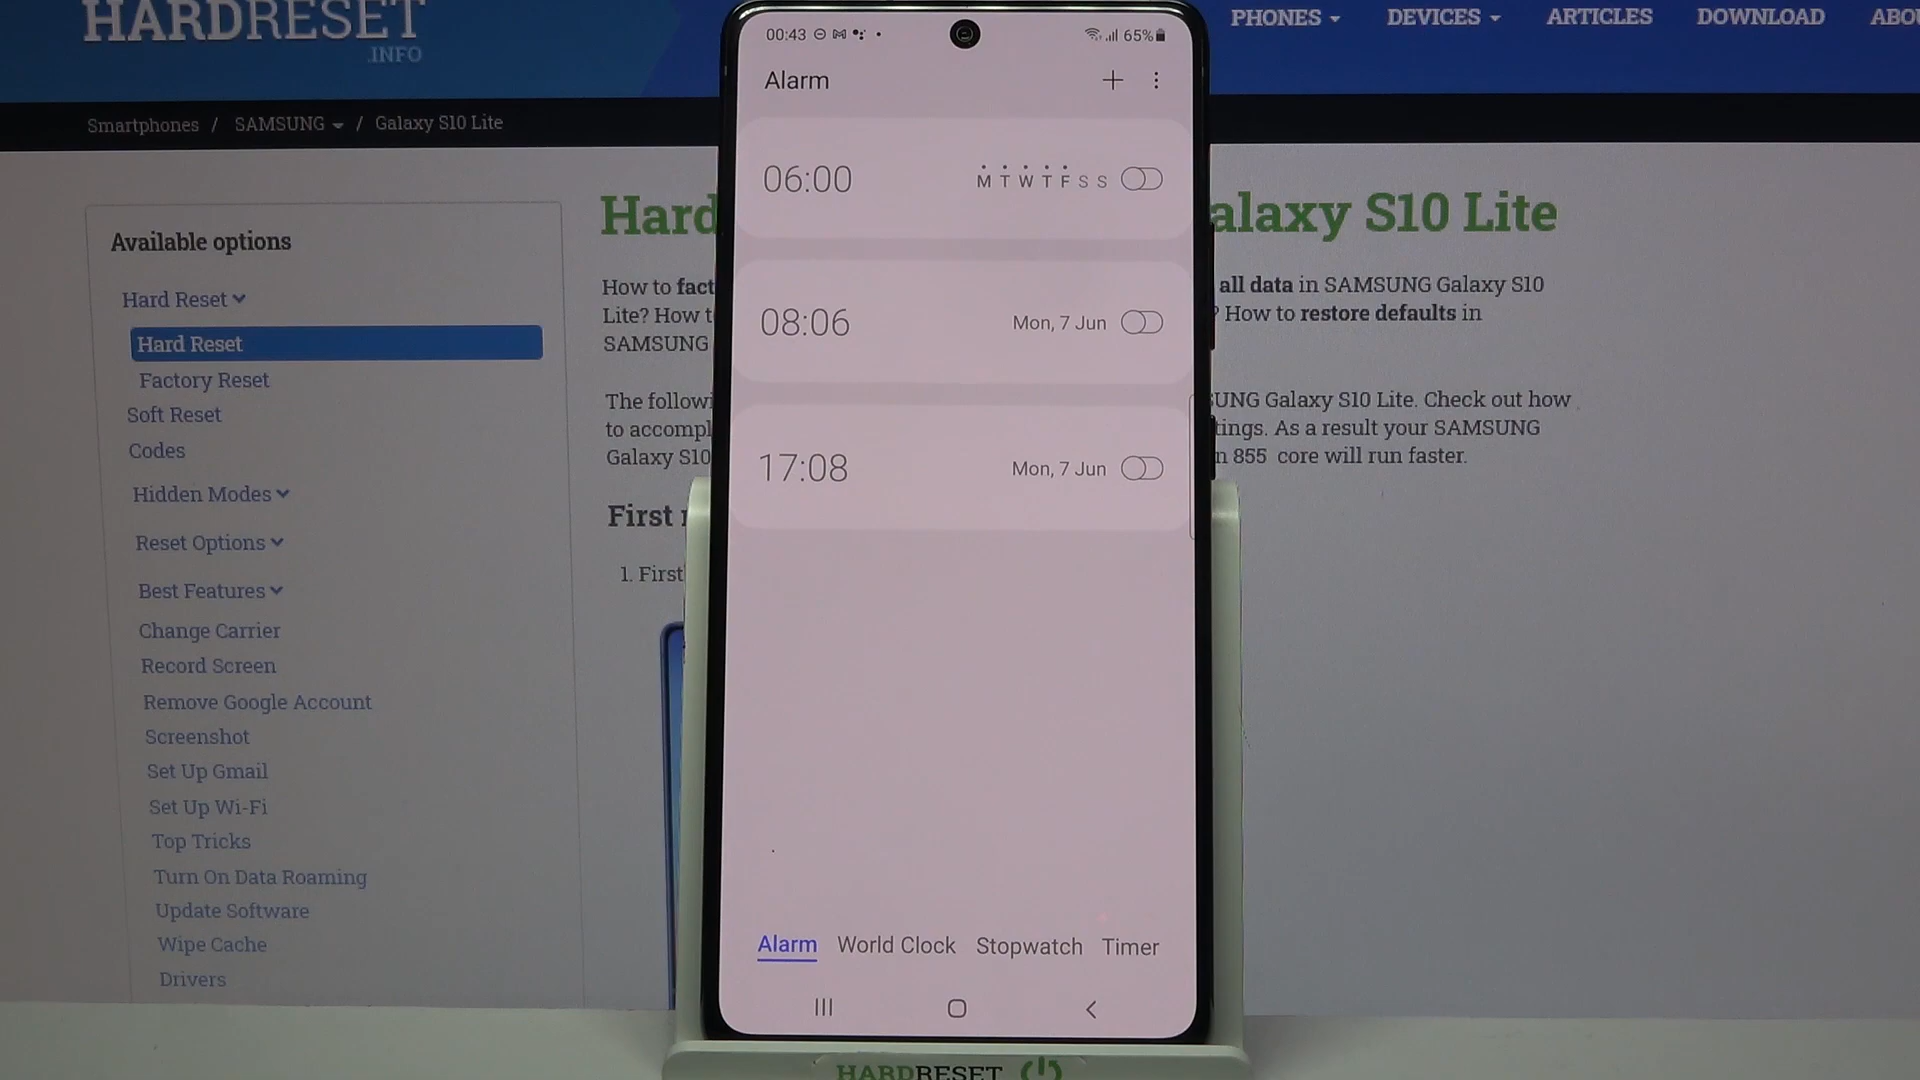 HARDRESET
.INFO
PHONES
DEVICES
ARTICLES
DOWNLOAD
Smartphones / SAMSUNG / Galaxy S10 Lite
Available options
Hard Reset
Hard Reset
Factory Reset
Soft Reset
Codes
Hidden Modes
Reset Options
Best Features
Change Carrier
Record Screen
Remove Google Account
Screenshot
Set Up Gmail
Set Up Wi-Fi
Top Tricks
Turn On Data Roaming
Update Software
Wipe Cache
Drivers
Hard
How to
Lite? How
SAMSUNG
The
to
Galaxy S10
First
1. First
00:43
65%
Alarm
06:00 M T W T F S S
08:06 Mon, 7 Jun
17:08 Mon, 7 Jun
Alarm World Clock Stopwatch Timer
S10 Lite
all data in SAMSUNG Galaxy S10
? How to restore defaults in
Galaxy S10 Lite. Check out how
As a result your SAMSUNG
855 core will run faster.
HARDRESET